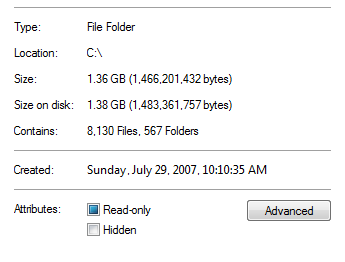 Type: File Folder
Location: C:\
Size: 1.36 GB (1,466,201,432 bytes)
Size on disk: 1.38 GB (1,483,361,757 bytes)
Contains: 8,130 Files, 567 Folders
Created: Sunday, July 29, 2007, 10:10:35 AM
Attributes: Read-only Advanced
Hidden